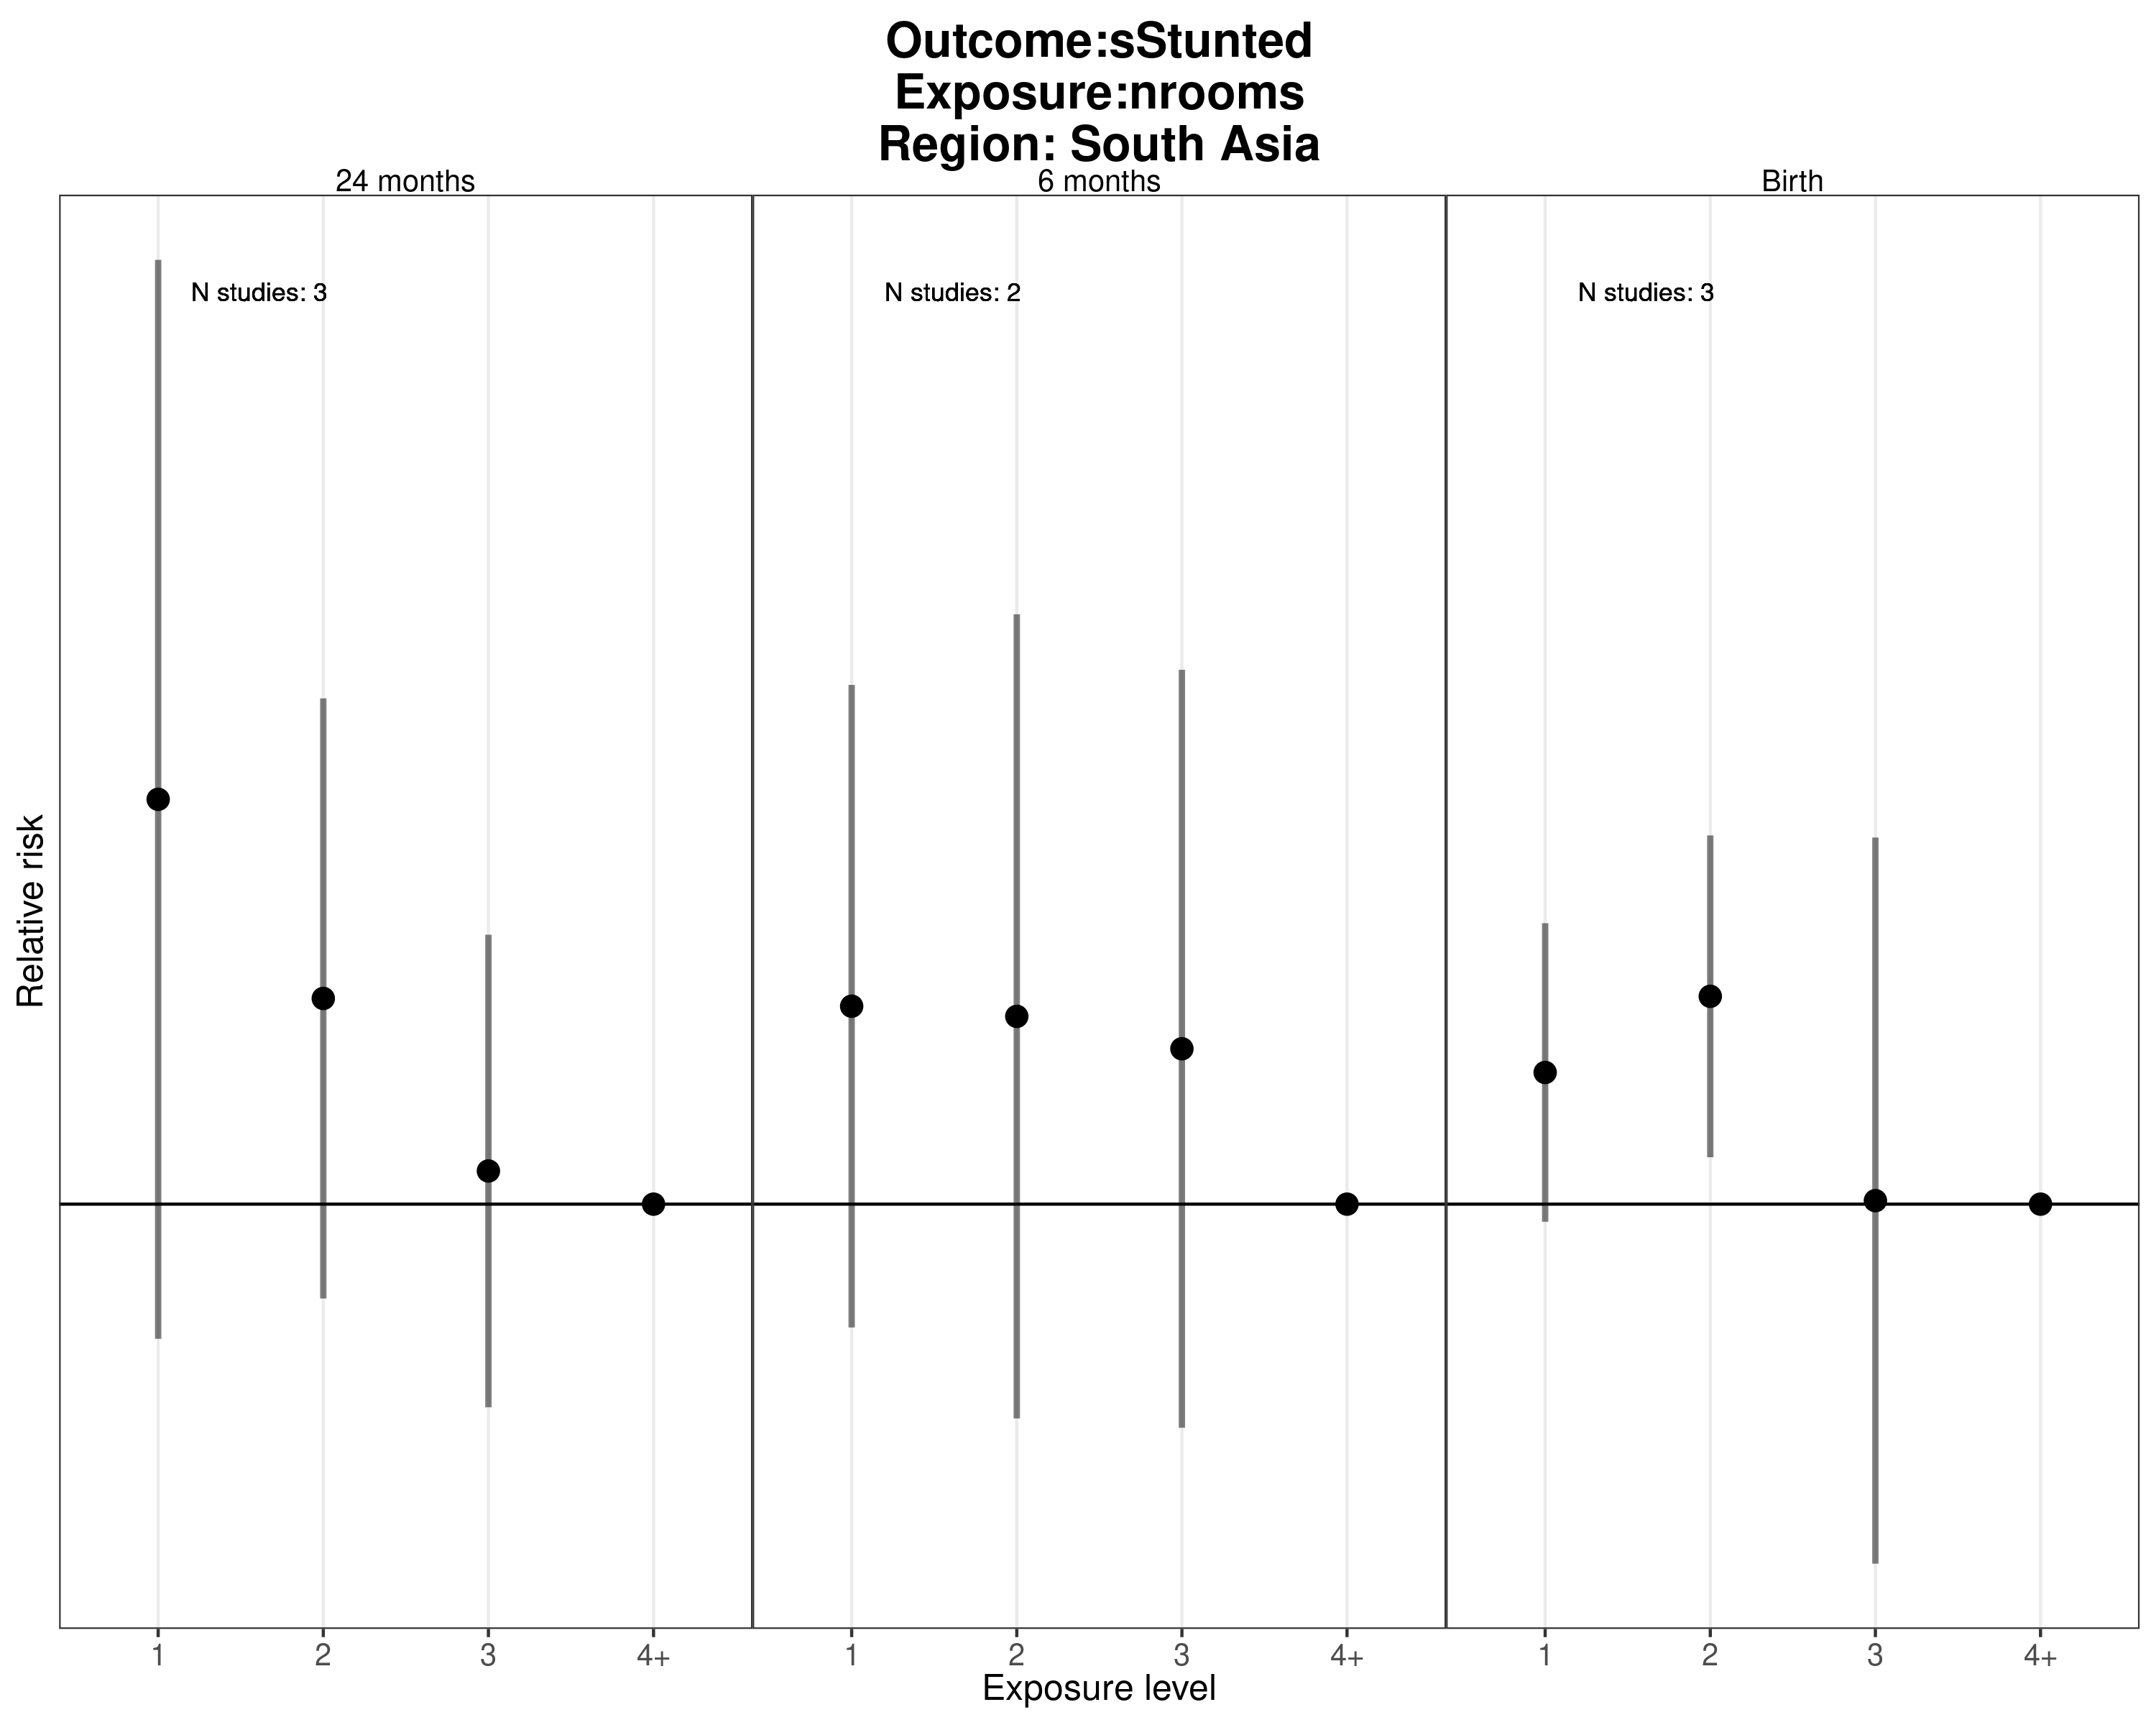 Outcome:sStunted
Exposure:nrooms
Region: South Asia
24 months
6 months
Birth
N studies: 3
N studies: 2
N studies: 3
Relative risk
1 2 3 4+ 1 2 3 4+ 1 2 3 4+
Exposure level